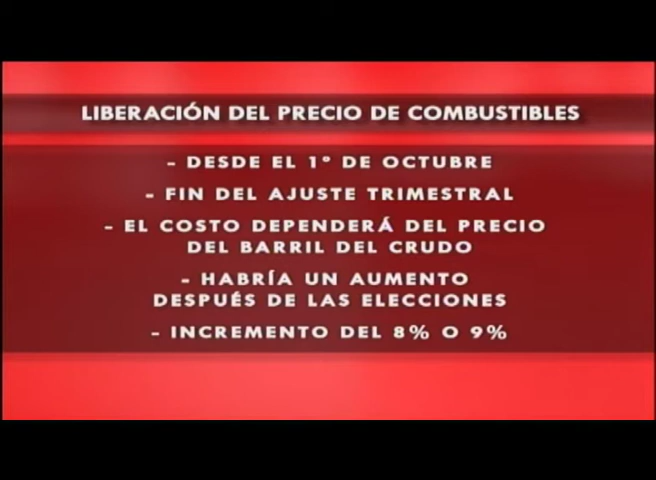 LIBERACIÓN DEL PRECIO DE COMBUSTIBLES
- DESDE EL 1º DE OCTUBRE
- FIN DEL AJUSTE TRIMESTRAL
- EL COSTO DEPENDERÁ DEL PRECIO
DEL BARRIL DEL CRUDO
- HABRÍA UN AUMENTO
DESPUÉS DE LAS ELECCIONES
- INCREMENTO DEL 8% O 9%